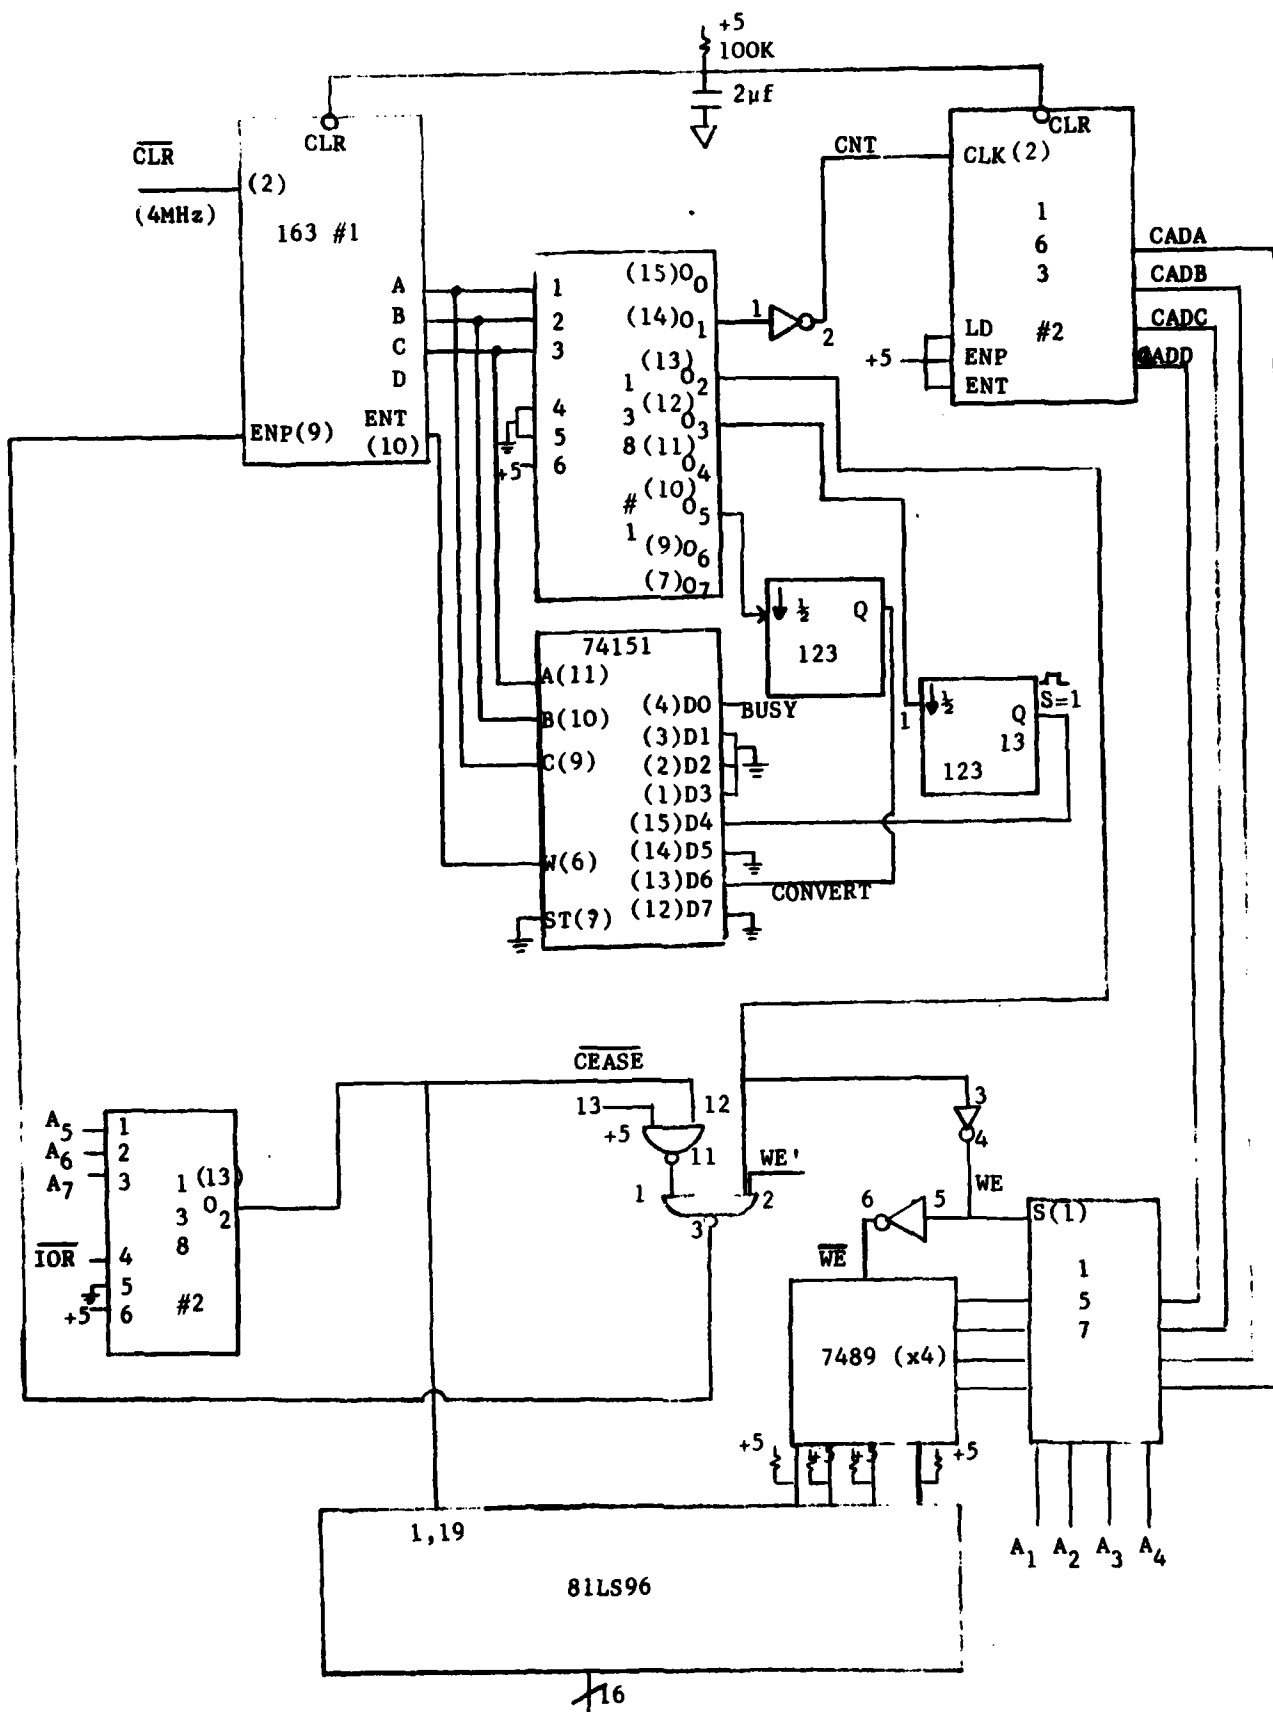 +5
100K
2µf
CLR
(4MHz)
CLR
(2)
163 #1
A
B
C
D
ENP(9)
ENT
(10)
CNT
CLR
CLK(2)
1
6
3
#2
LD
ENP
ENT
+5
CADA
CADB
CADC
CADD
1
2
3
4
5
6
+5
(15)O0
(14)O1
(13)O2
(12)O3
(11)O4
(10)O5
(9)O6
(7)O7
1
3
8
#
1
1
2
½
Q
123
1
½
Q
13
123
S=1
74151
A(11)
B(10)
C(9)
W(6)
ST(7)
(4)D0
(3)D1
(2)D2
(1)D3
(15)D4
(14)D5
(13)D6
(12)D7
BUSY
CONVERT
CEASE
13
12
+5
11
1
2
3
WE'
3
4
WE
5
6
WE
A5
A6
A7
IOR
+5
1
2
3
4
5
6
1
3
8
#2
(13)
O2
S(1)
1
5
7
7489 (x4)
+5
+5
+5
+5
A1 A2 A3 A4
1,19
81LS96
16